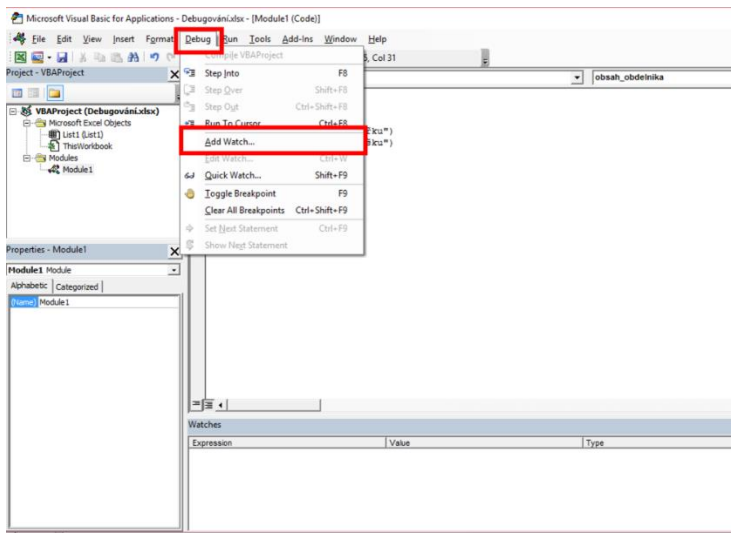 Microsoft Visual Basic for Applications - Debugování.xlsx - [Module1 (Code)]
File Edit View Insert Format Debug Run Tools Add-Ins Window Help
Compile VBAProject
, Col 31
Project - VBAProject
Step Into F8
obsah_obdelnika
Step Over Shift+F8
VBAProject (Debugování.xlsx)
Step Out Ctrl+Shift+F8
Microsoft Excel Objects
Run To Cursor Ctrl+F8
List1 (List1)
Add Watch...
ThisWorkbook
Edit Watch... Ctrl+W
Modules
Module1
Quick Watch... Shift+F9
Toggle Breakpoint F9
Clear All Breakpoints Ctrl+Shift+F9
Set Next Statement Ctrl+F9
Show Next Statement
Properties - Module1
Module1 Module
Alphabetic Categorized
(Name) Module1
Watches
Expression Value Type